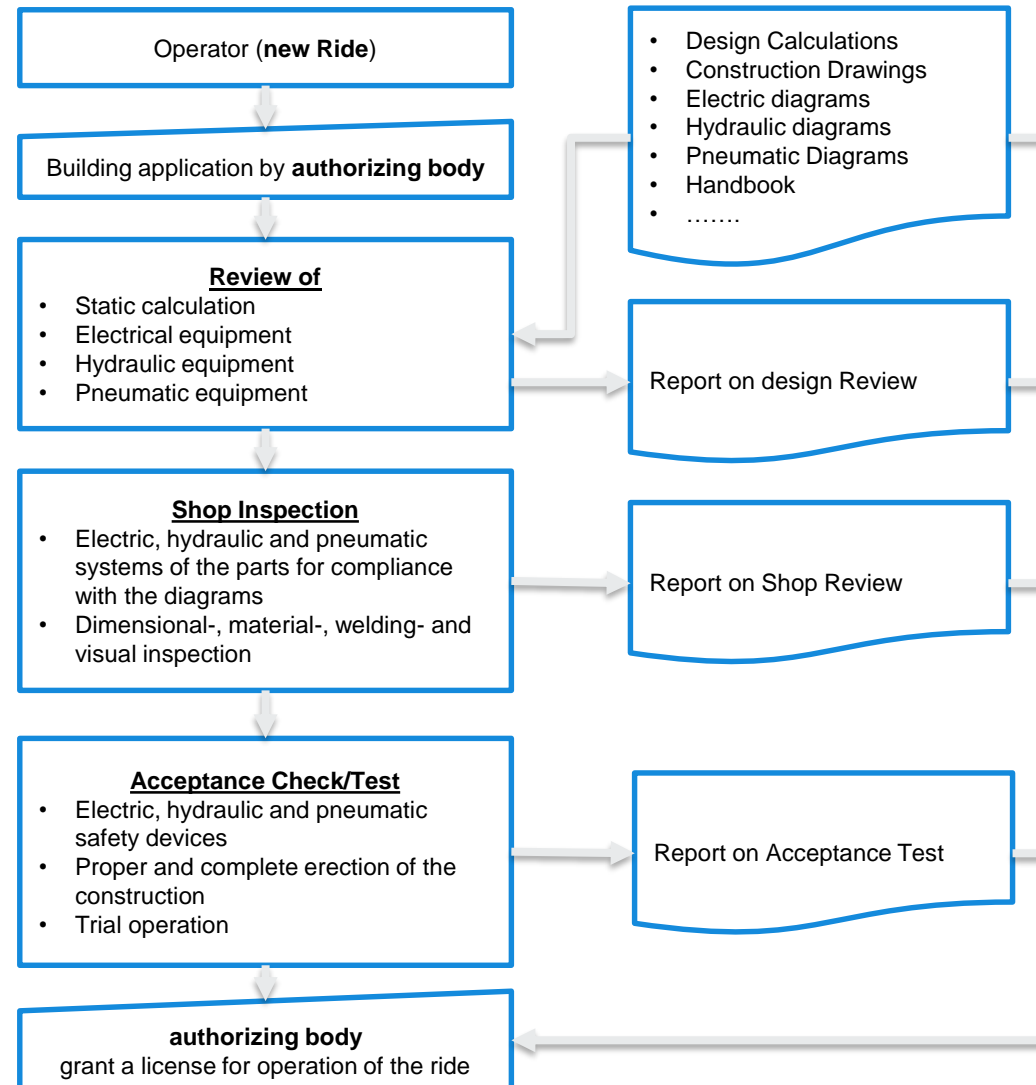 Operator (new Ride)
Building application by authorizing body
Review of
• Static calculation
• Electrical equipment
• Hydraulic equipment
• Pneumatic equipment
Shop Inspection
• Electric, hydraulic and pneumatic
systems of the parts for compliance
with the diagrams
• Dimensional-, material-, welding- and
visual inspection
Acceptance Check/Test
• Electric, hydraulic and pneumatic
safety devices
• Proper and complete erection of the
construction
• Trial operation
authorizing body
grant a license for operation of the ride
• Design Calculations
• Construction Drawings
• Electric diagrams
• Hydraulic diagrams
• Pneumatic Diagrams
• Handbook
• …….
Report on design Review
Report on Shop Review
Report on Acceptance Test